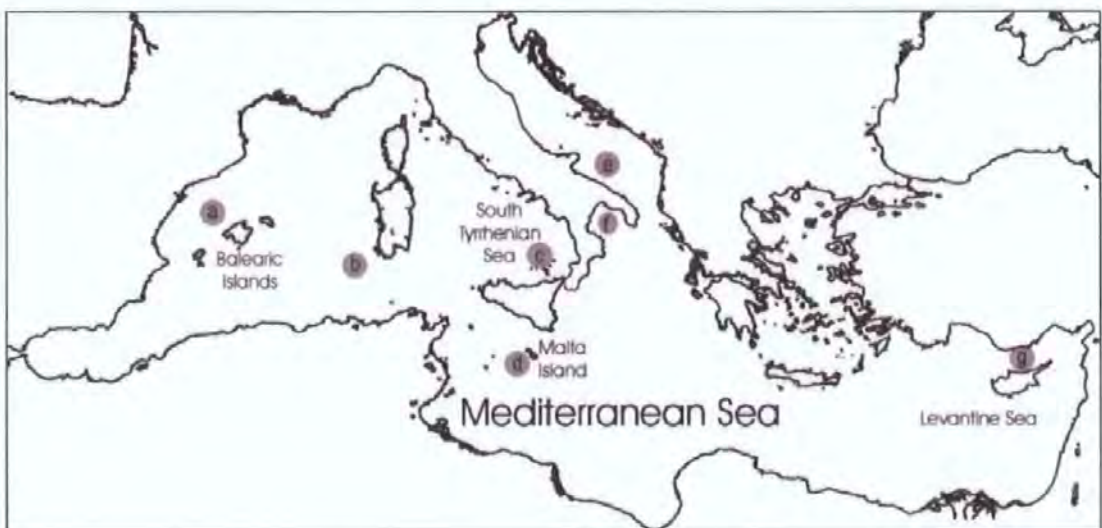 e
South
a
f
Tyrrhenian
Sea
c
Balearic
b
Islands
Malta
d
Island
g
Mediterranean Sea
Levantine Sea